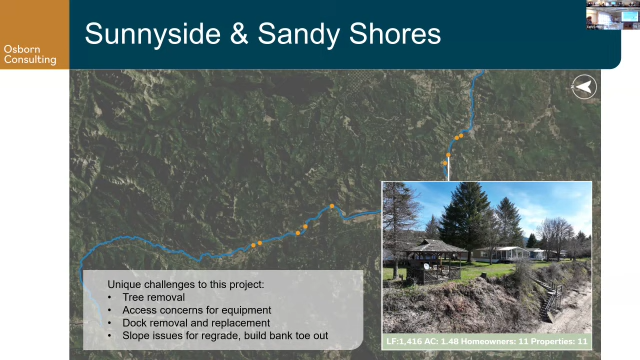 Osborn
Consulting
Sunnyside & Sandy Shores
Unique challenges to this project:
• Tree removal
• Access concerns for equipment
• Dock removal and replacement
• Slope issues for regrade, build bank toe out
LF:1,416 AC: 1.48 Homeowners: 11 Properties: 11